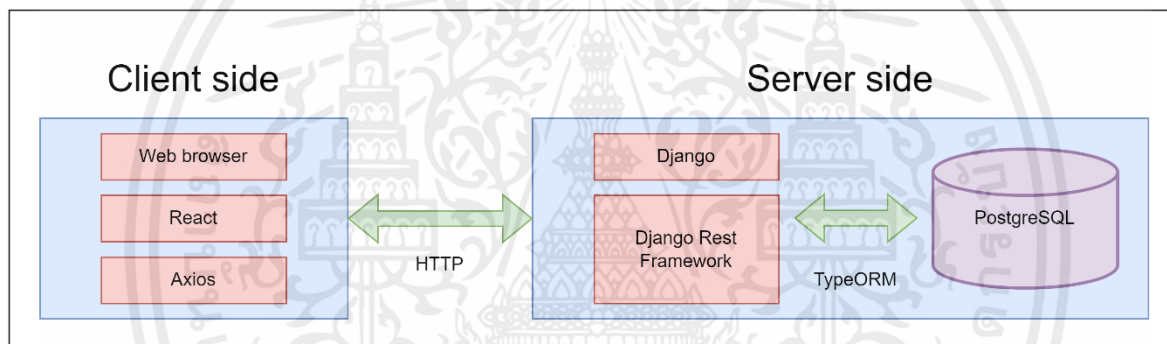 Client side
Server side
Web browser
React
Axios
HTTP
Django
Django Rest
Framework
TypeORM
PostgreSQL